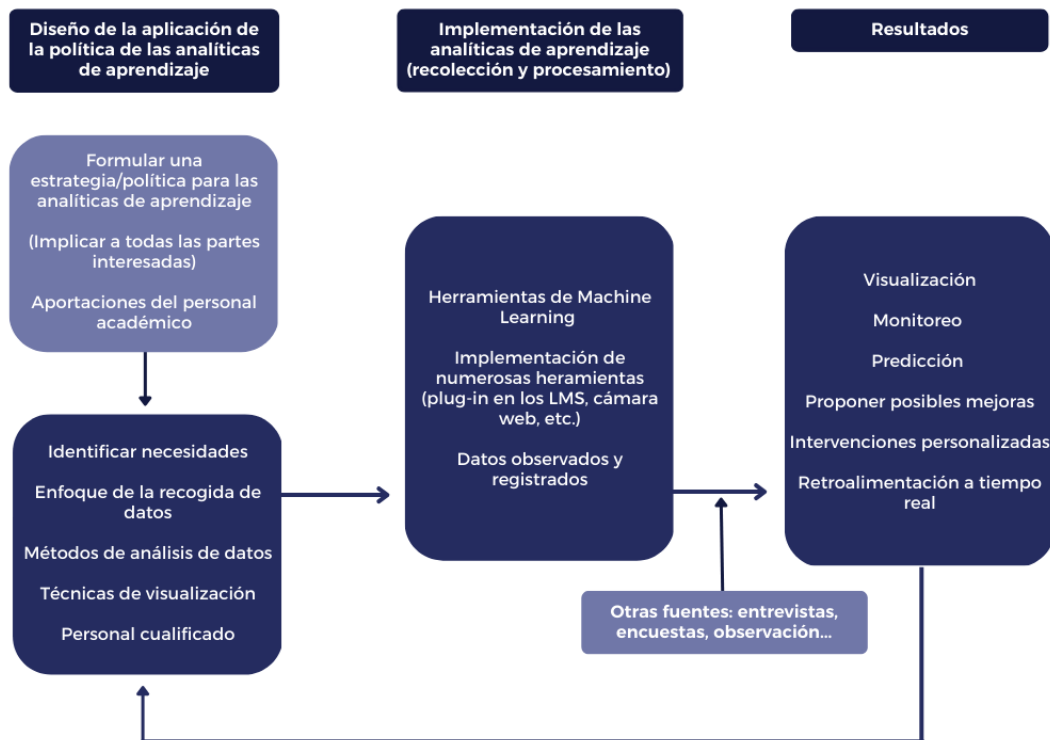 Diseño de la aplicación de
la política de las analíticas
de aprendizaje
Implementación de las
analíticas de aprendizaje
(recolección y procesamiento)
Resultados
Formular una
estrategia/política para las
analíticas de aprendizaje
(Implicar a todas las partes
interesadas)
Aportaciones del personal
académico
Identificar necesidades
Enfoque de la recogida de
datos
Métodos de análisis de datos
Técnicas de visualización
Personal cualificado
Herramientas de Machine
Learning
Implementación de
numerosas heramientas
(plug-in en los LMS, cámara
web, etc.)
Datos observados y
registrados
Otras fuentes: entrevistas,
encuestas, observación...
Visualización
Monitoreo
Predicción
Proponer posibles mejoras
Intervenciones personalizadas
Retroalimentación a tiempo
real